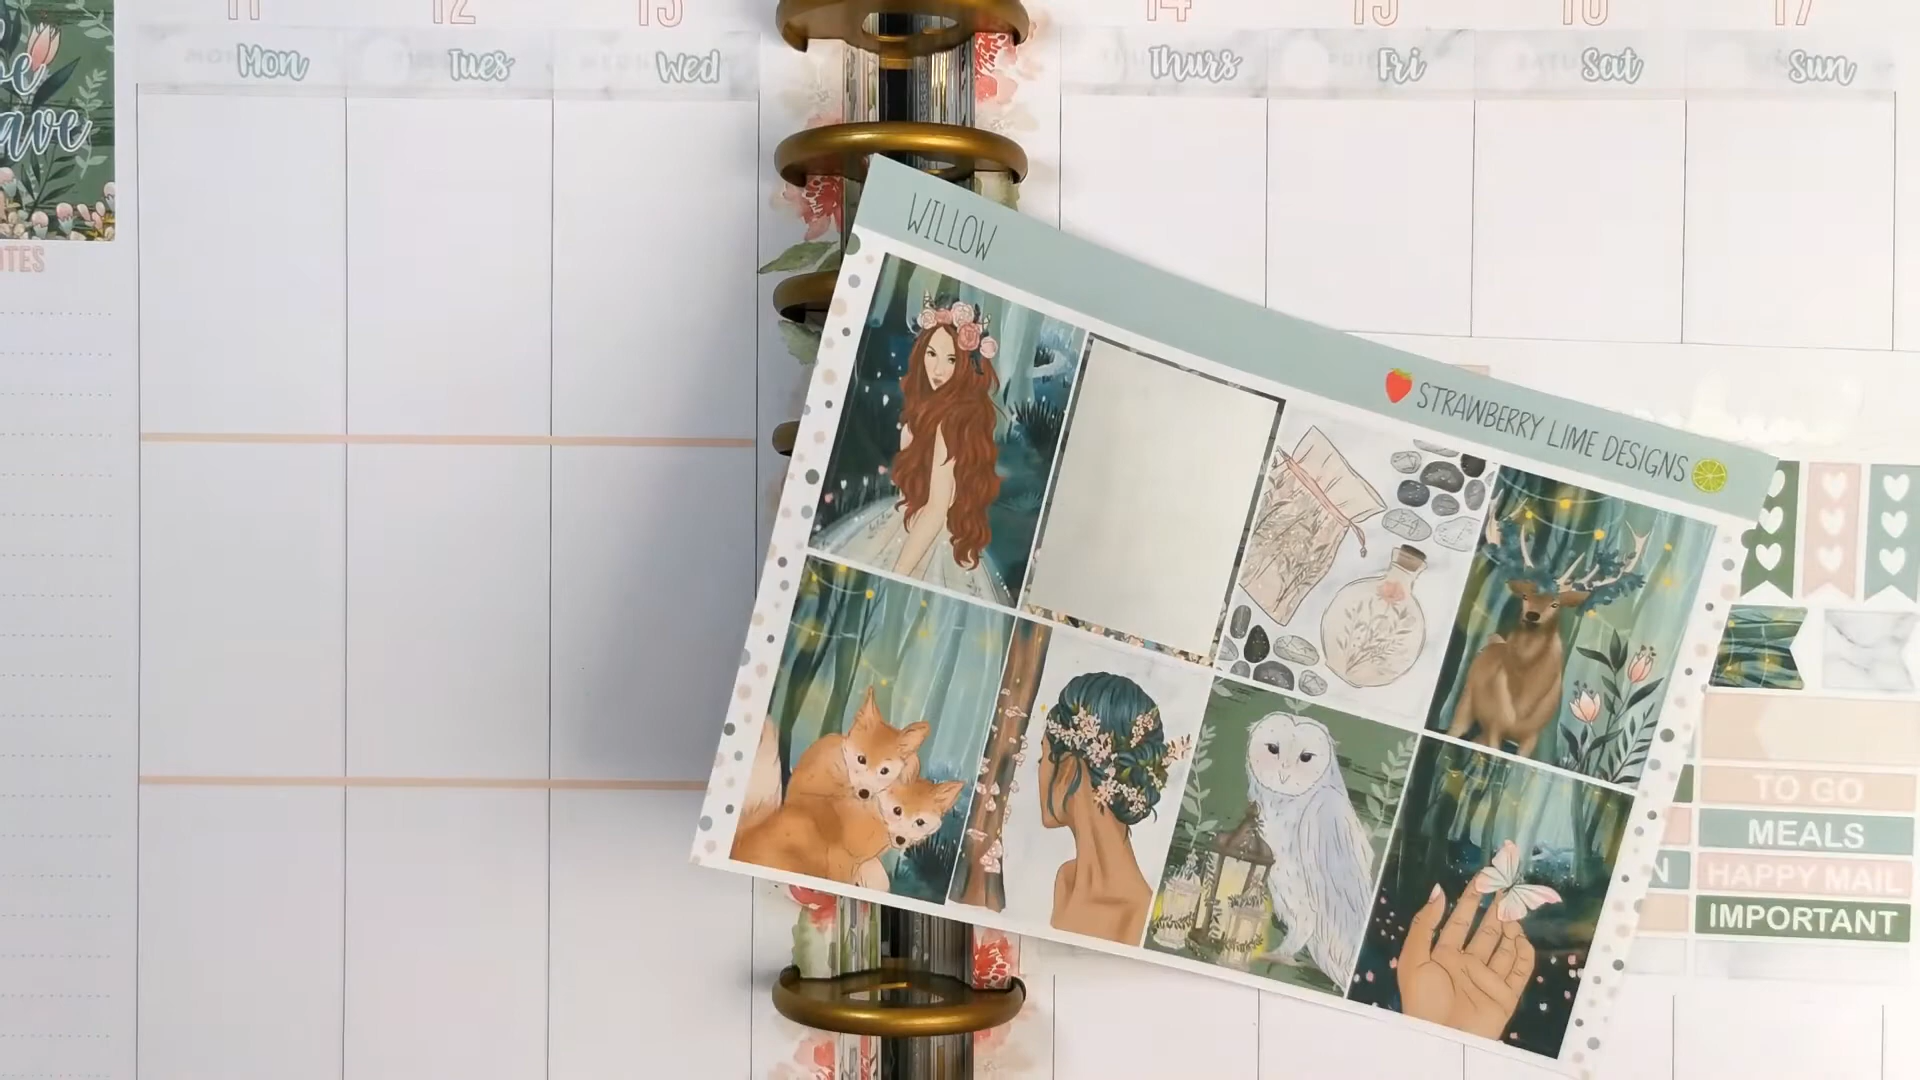 11 12 13 14 15 16 17
Mon Tues Wed Thurs Fri Sat Sun
WILLOW
STRAWBERRY LIME DESIGNS
TO GO
MEALS
HAPPY MAIL
IMPORTANT